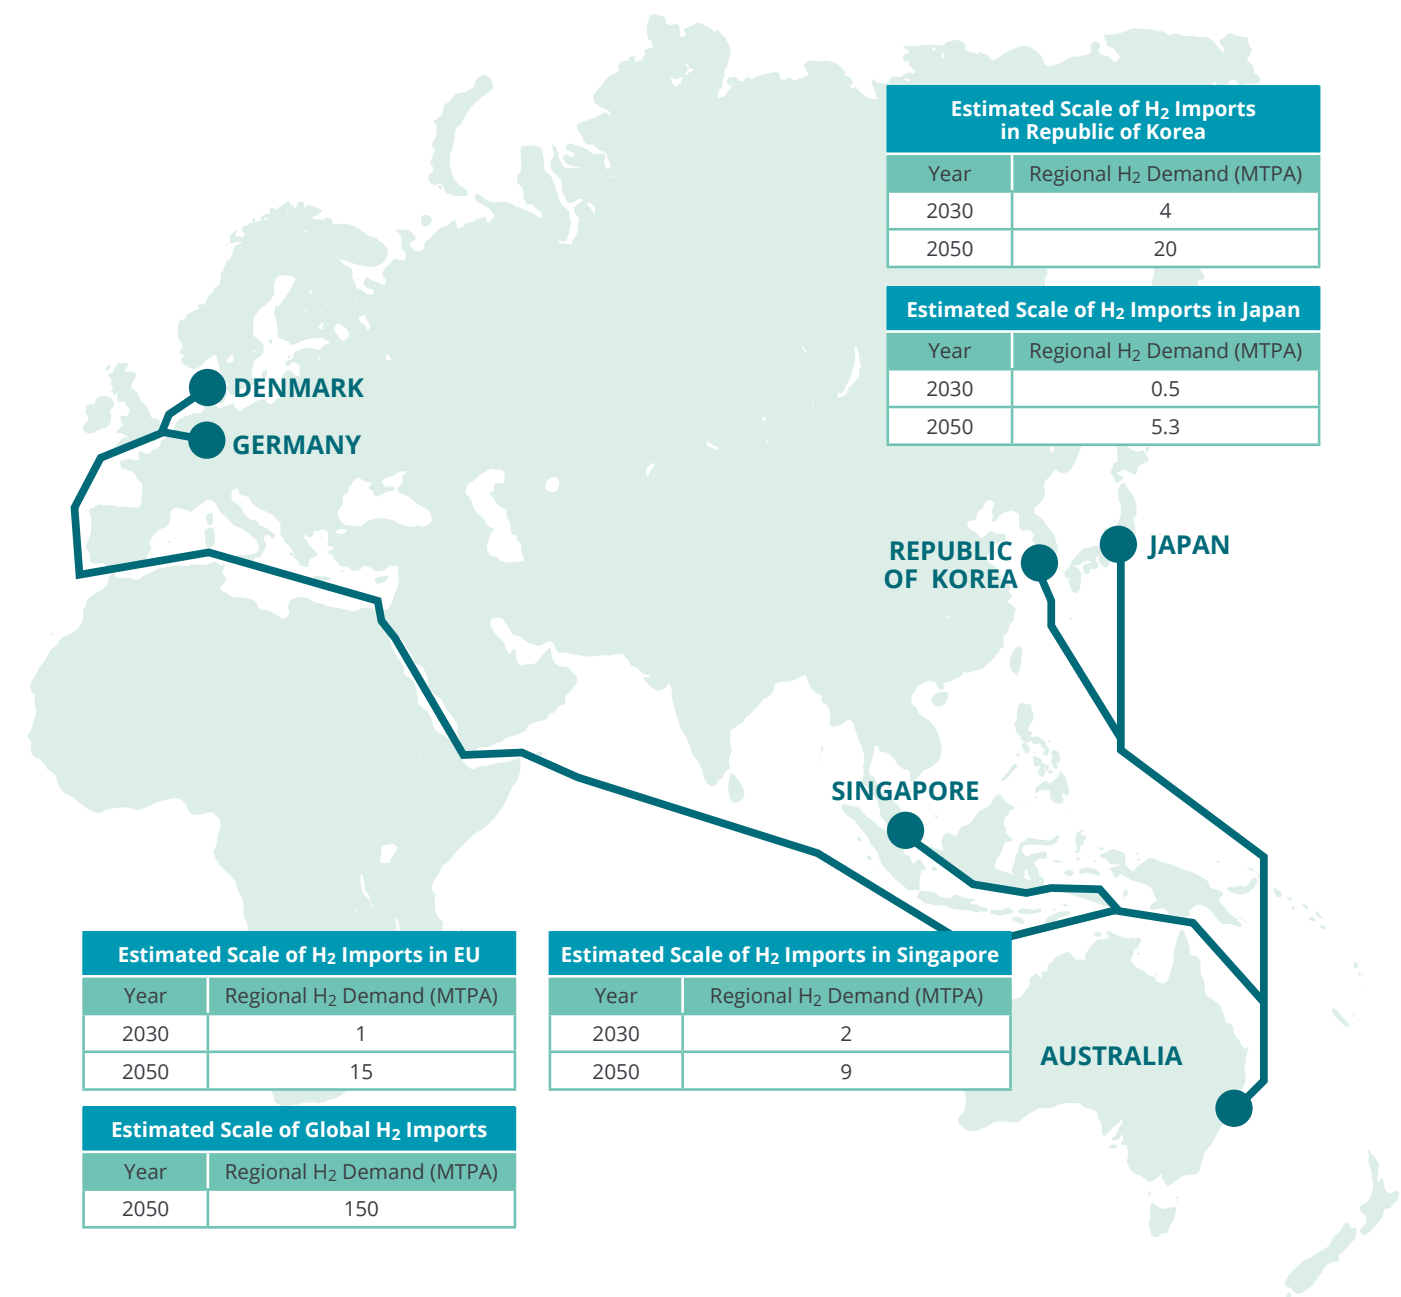 Estimated Scale of H₂ Imports
in Republic of Korea
Year Regional H₂ Demand (MTPA)
2030 4
2050 20
Estimated Scale of H₂ Imports in Japan
Year Regional H₂ Demand (MTPA)
2030 0.5
2050 5.3
DENMARK
GERMANY
REPUBLIC
OF KOREA
JAPAN
SINGAPORE
Estimated Scale of H₂ Imports in EU
Year Regional H₂ Demand (MTPA)
2030 1
2050 15
Estimated Scale of H₂ Imports in Singapore
Year Regional H₂ Demand (MTPA)
2030 2
2050 9
AUSTRALIA
Estimated Scale of Global H₂ Imports
Year Regional H₂ Demand (MTPA)
2050 150